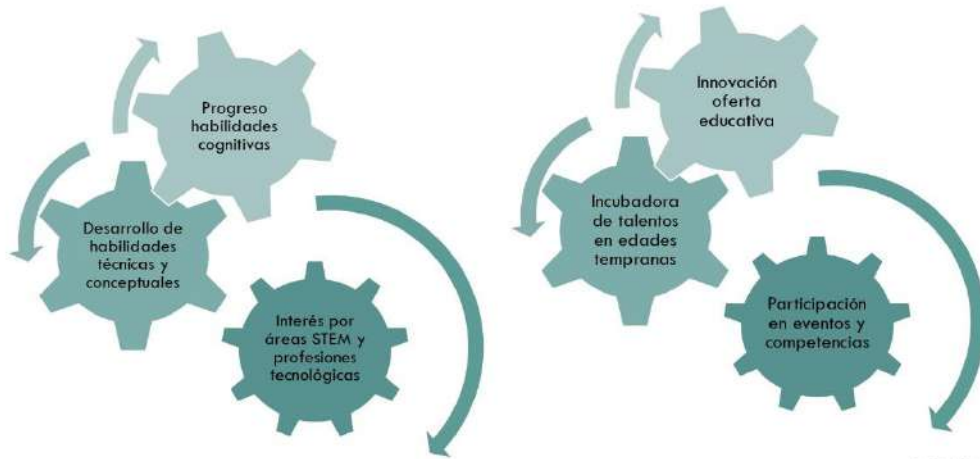 Progreso
habilidades
cognitivas
Desarrollo de
habilidades
técnicas y
conceptuales
Interés por
áreas STEM y
profesiones
tecnológicas
Innovación
oferta
educativa
Incubadora
de talentos
en edades
tempranas
Participación
en eventos y
competencias